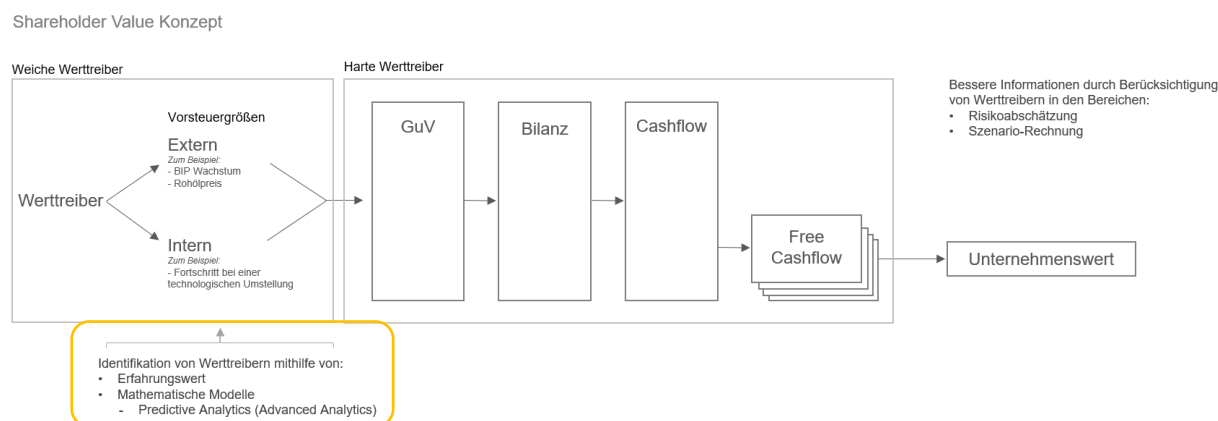 Shareholder Value Konzept
Weiche Werttreiber
Vorsteuergrößen
Extern
Zum Beispiel:
- BIP Wachstum
- Rohölpreis
Werttreiber
Intern
Zum Beispiel:
- Fortschritt bei einer
technologischen Umstellung
Harte Werttreiber
GuV
Bilanz
Cashflow
Free
Cashflow
Unternehmenswert
Bessere Informationen durch Berücksichtigung
von Werttreibern in den Bereichen:
• Risikoabschätzung
• Szenario-Rechnung
Identifikation von Werttreibern mithilfe von:
• Erfahrungswert
• Mathematische Modelle
- Predictive Analytics (Advanced Analytics)